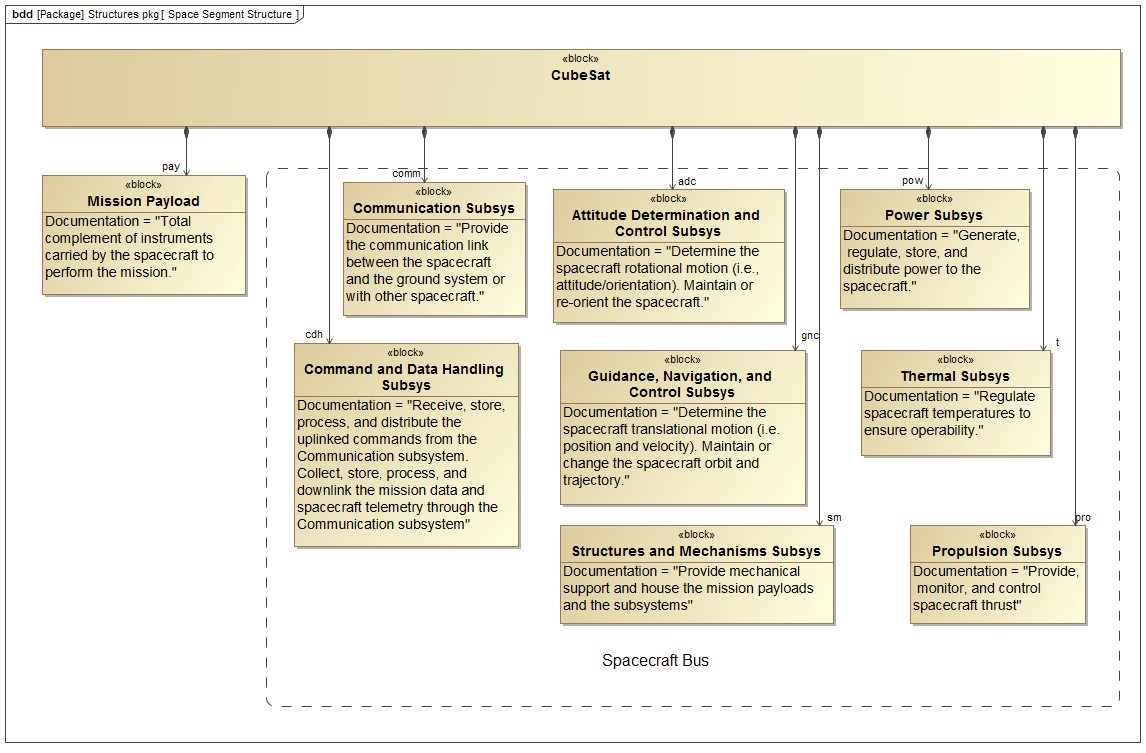 bdd [Package] Structures pkg[ Space Segment Structure ]
«block»
CubeSat
pay
«block»
Mission Payload
Documentation = "Total
complement of instruments
carried by the spacecraft to
perform the mission."
comm
«block»
Communication Subsys
Documentation = "Provide
the communication link
between the spacecraft
and the ground system or
with other spacecraft."
adc
«block»
Attitude Determination and
Control Subsys
Documentation = "Determine the
spacecraft rotational motion (i.e.,
attitude/orientation). Maintain or
re-orient the spacecraft."
pow
«block»
Power Subsys
Documentation = "Generate,
regulate, store, and
distribute power to the
spacecraft."
cdh
«block»
Command and Data Handling
Subsys
Documentation = "Receive, store,
process, and distribute the
uplinked commands from the
Communication subsystem.
Collect, store, process, and
downlink the mission data and
spacecraft telemetry through the
Communication subsystem"
gnc
«block»
Guidance, Navigation, and
Control Subsys
Documentation = "Determine the
spacecraft translational motion (i.e.
position and velocity). Maintain or
change the spacecraft orbit and
trajectory."
t
«block»
Thermal Subsys
Documentation = "Regulate
spacecraft temperatures to
ensure operability."
sm
«block»
Structures and Mechanisms Subsys
Documentation = "Provide mechanical
support and house the mission payloads
and the subsystems"
pro
«block»
Propulsion Subsys
Documentation = "Provide,
monitor, and control
spacecraft thrust"
Spacecraft Bus